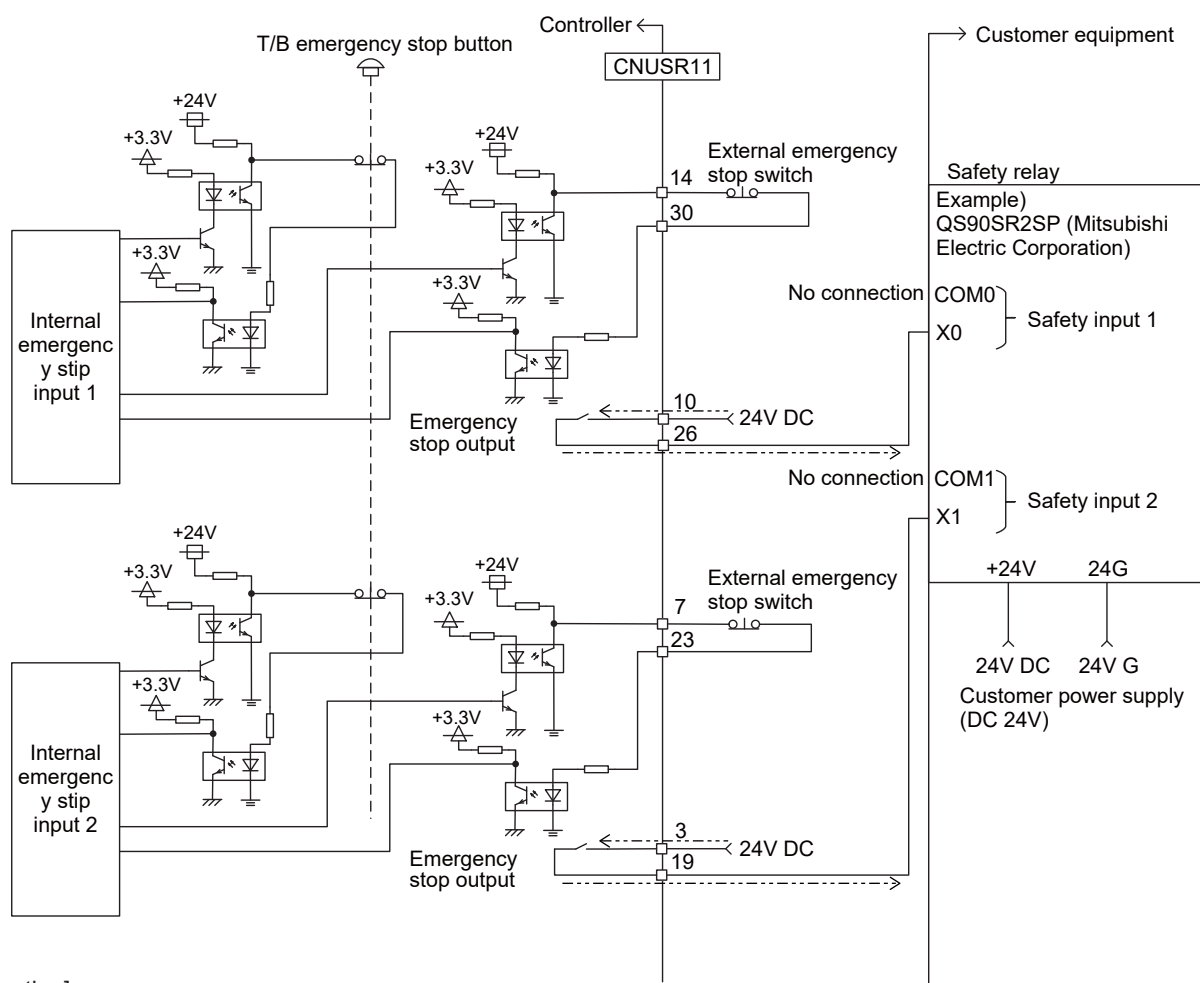 Controller
T/B emergency stop button
CNUSR11
Customer equipment
+24V
+3.3V
+24V
+3.3V
External emergency
stop switch
14
30
Safety relay
Example)
QS90SR2SP (Mitsubishi
Electric Corporation)
+3.3V
+3.3V
Internal
emergenc
y stip
input 1
No connection
COM0
X0
Safety input 1
Emergency
stop output
10
24V DC
26
No connection
COM1
X1
Safety input 2
+24V
+3.3V
+24V
+3.3V
External emergency
stop switch
7
23
+24V
24G
24V DC
24V G
Customer power supply
(DC 24V)
+3.3V
+3.3V
Internal
emergenc
y stip
input 2
Emergency
stop output
3
24V DC
19